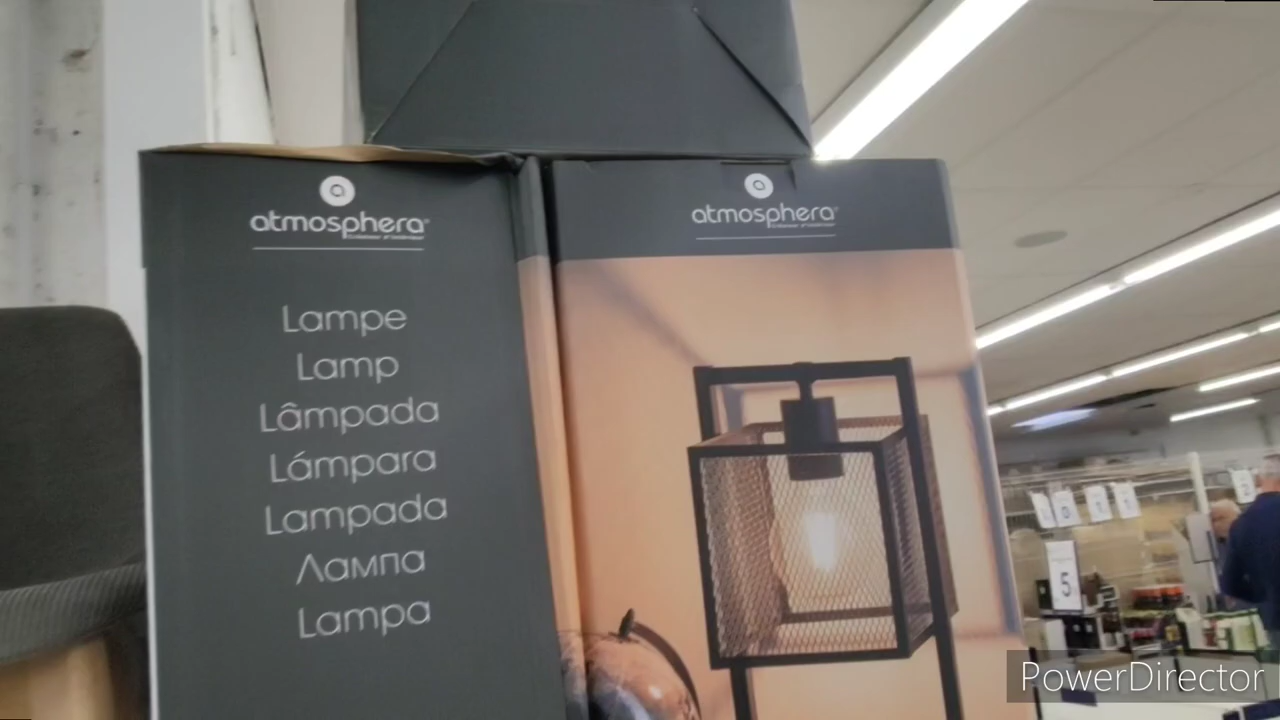 atmosphera
Lampe
Lamp
Lâmpada
Lámpara
Lampada
Лампа
Lampa
atmosphera
5
PowerDirector